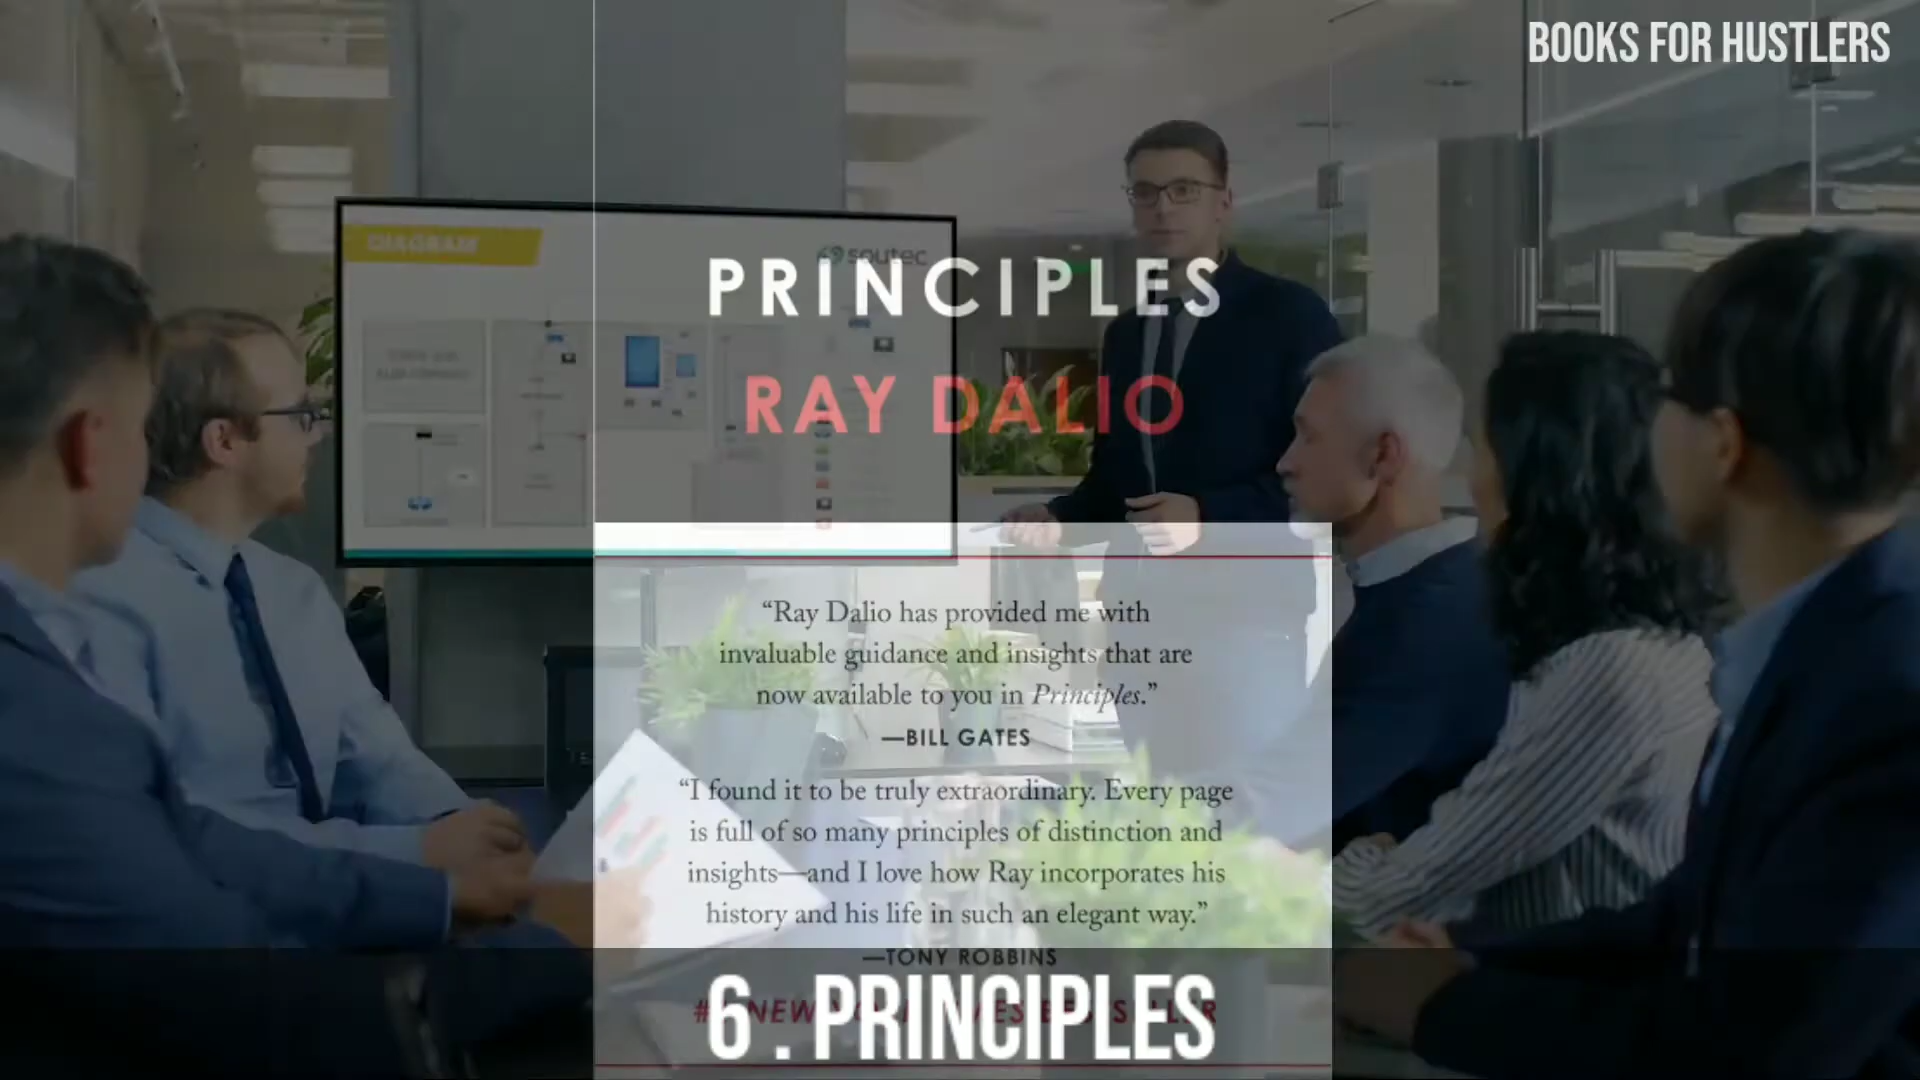 BOOKS FOR HUSTLERS
DIAGRAM
soutec
PRINCIPLES
RAY DALIO
“Ray Dalio has provided me with
invaluable guidance and insights that are
now available to you in Principles.”
—BILL GATES
“I found it to be truly extraordinary. Every page
is full of so many principles of distinction and
insights—and I love how Ray incorporates his
history and his life in such an elegant way.”
—TONY ROBBINS
6. PRINCIPLES